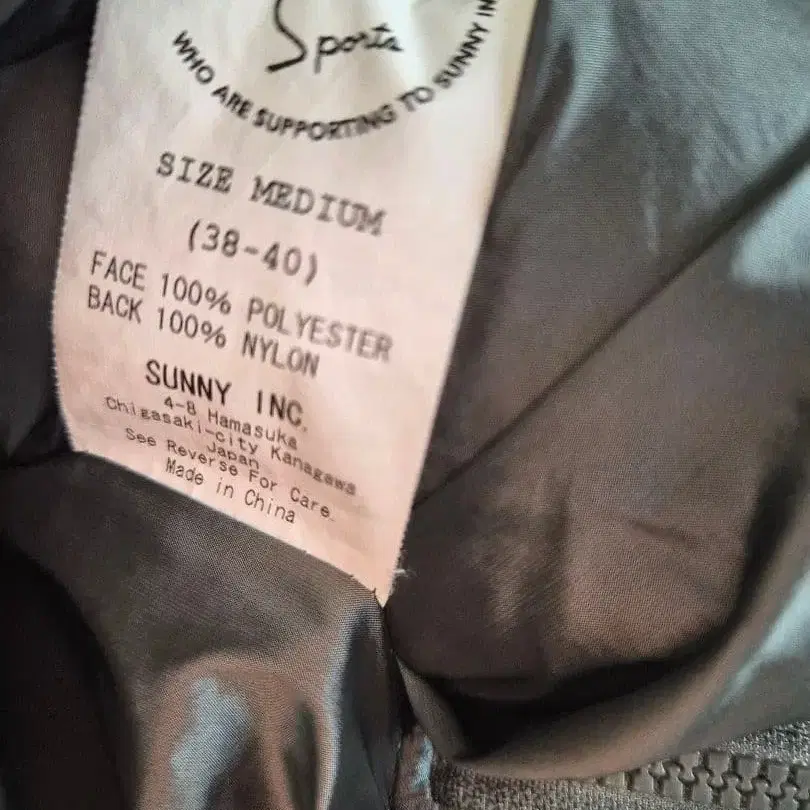 Sports
WHO ARE SUPPORTING TO SUNNY IN
SIZE MEDIUM
(38-40)
FACE 100% POLYESTER
BACK 100% NYLON
SUNNY INC.
4-8 Hamasuka
Chigasaki-city Kanagawa
Japan
See Reverse For Care.
Made in China